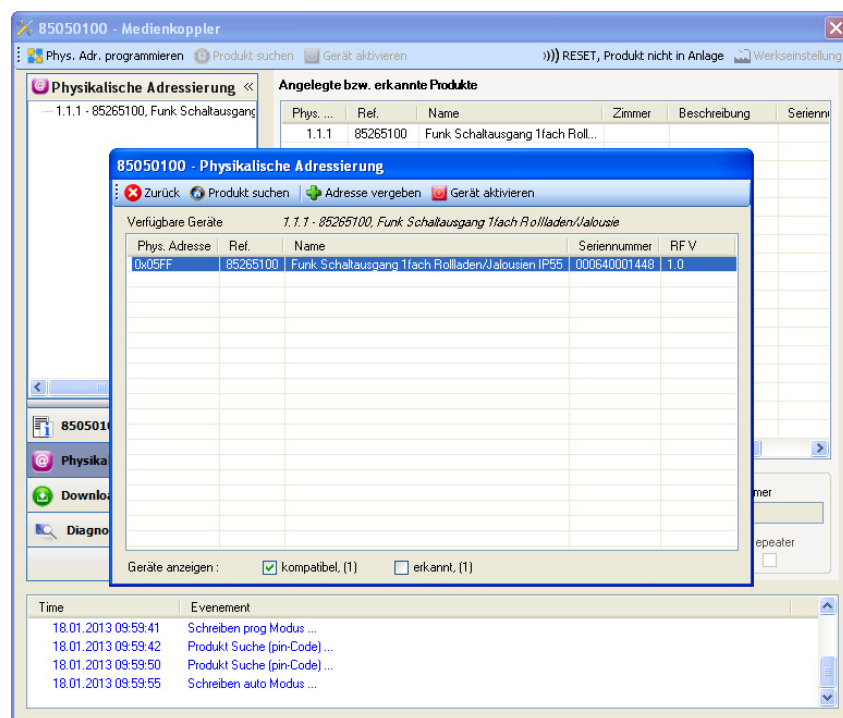 85050100 - Medienkoppler
Phys. Adr. programmieren Produkt suchen Gerät aktivieren RESET, Produkt nicht in Anlage Werkseinstellung
Physikalische Adressierung
1.1.1 - 85265100, Funk Schaltausgang
Angelegte bzw. erkannte Produkte
Phys. ... Ref. Name Zimmer Beschreibung Seriennu
1.1.1 85265100 Funk Schaltausgang 1fach Roll...
85050100 - Physikalische Adressierung
Zurück Produkt suchen Adresse vergeben Gerät aktivieren
Verfügbare Geräte 1.1.1 - 85265100, Funk Schaltausgang 1fach Rollladen/Jalousie
Phys. Adresse Ref. Name Seriennummer RF V
0x05FF 85265100 Funk Schaltausgang 1fach Rollladen/Jalousien IP55 000640001448 1.0
8505010
Physika
Downloa
Diagno
mer
epeater
Geräte anzeigen : kompatibel, (1) erkannt, (1)
Time Evenement
18.01.2013 09:59:41 Schreiben prog Modus ...
18.01.2013 09:59:42 Produkt Suche (pin-Code) ...
18.01.2013 09:59:50 Produkt Suche (pin-Code) ...
18.01.2013 09:59:55 Schreiben auto Modus ...